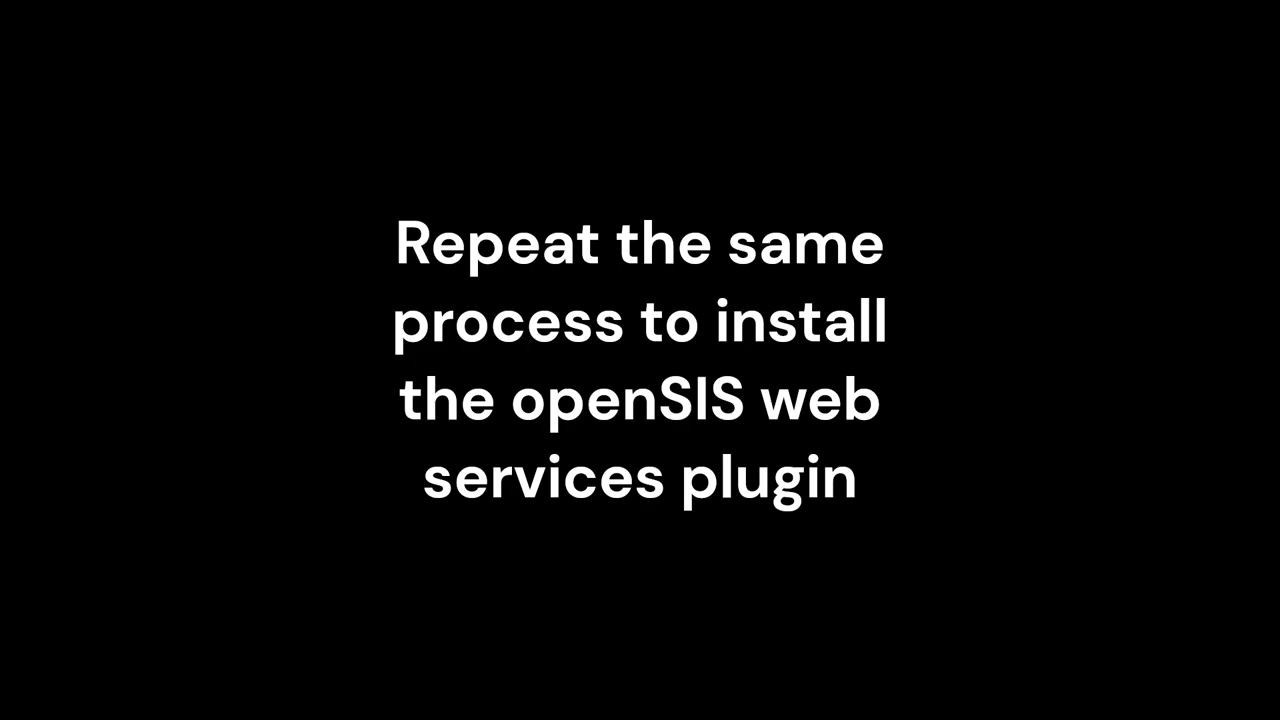 Repeat the same
process to install
the openSIS web
services plugin